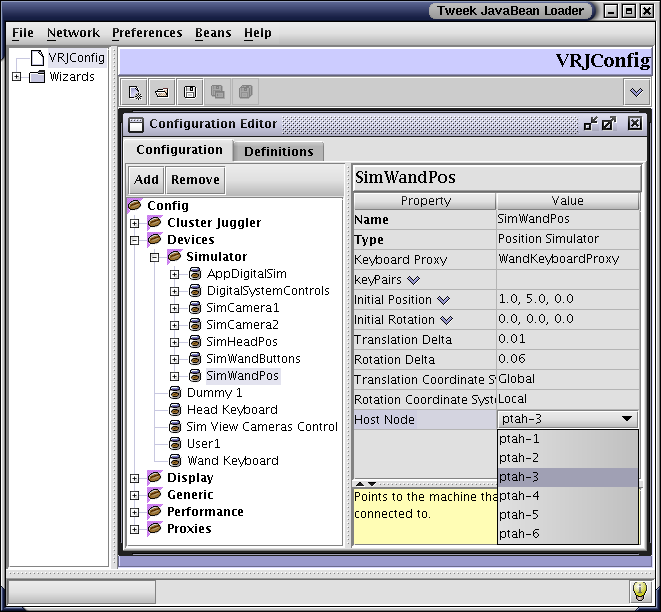 Tweek JavaBean Loader
File Network Preferences Beans Help
VRJConfig
Wizards
VRJConfig
Configuration Editor
Configuration Definitions
Add Remove
Config
Cluster Juggler
Devices
Simulator
AppDigitalSim
DigitalSystemControls
SimCamera1
SimCamera2
SimHeadPos
SimWandButtons
SimWandPos
Dummy 1
Head Keyboard
Sim View Cameras Control
User1
Wand Keyboard
Display
Generic
Performance
Proxies
SimWandPos
Property Value
Name SimWandPos
Type Position Simulator
Keyboard Proxy WandKeyboardProxy
keyPairs
Initial Position 1.0, 5.0, 0.0
Initial Rotation 0.0, 0.0, 0.0
Translation Delta 0.01
Rotation Delta 0.06
Translation Coordinate S Global
Rotation Coordinate Syst Local
Host Node ptah-3
ptah-1
ptah-2
ptah-3
ptah-4
ptah-5
ptah-6
Points to the machine tha
connected to.